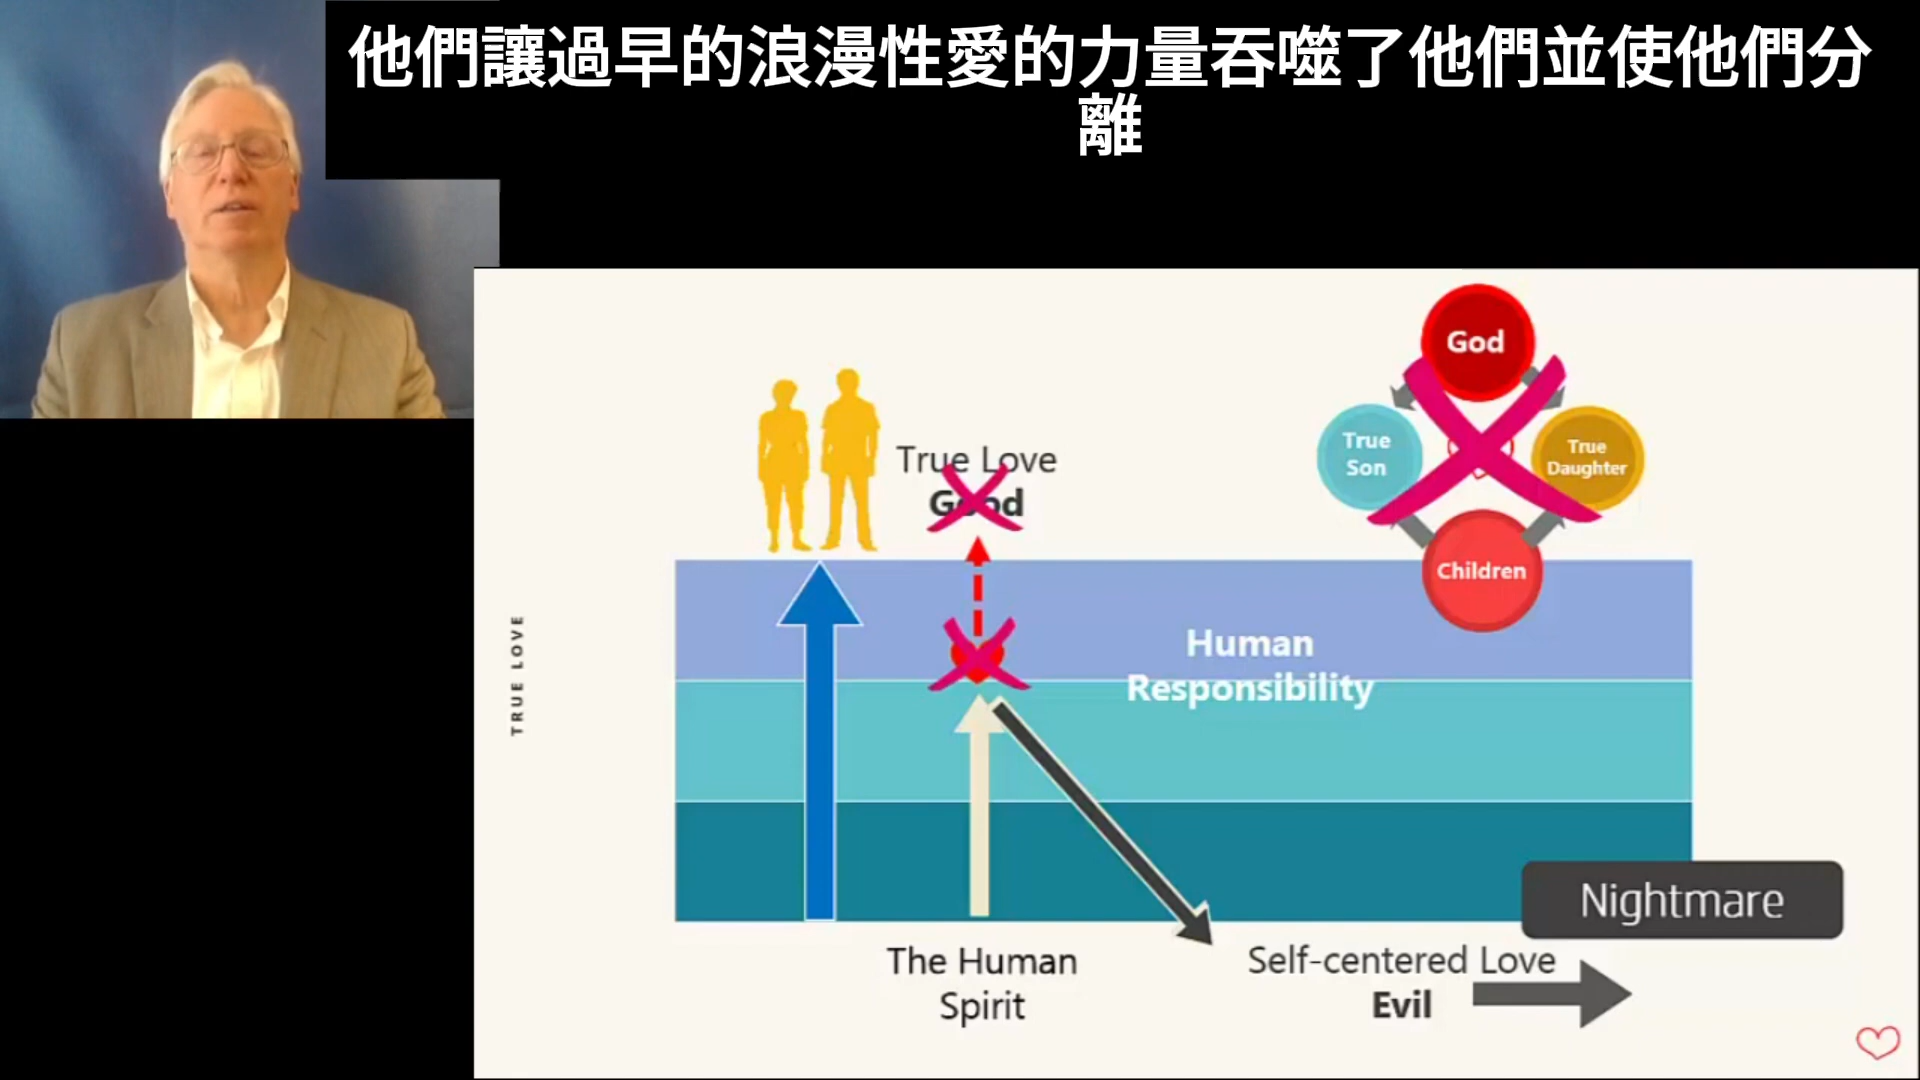 他們讓過早的浪漫性愛的力量吞噬了他們並使他們分
離
God
True
Son
True
Daughter
Children
True Love
Good
Human
Responsibility
TRUE LOVE
Nightmare
The Human
Spirit
Self-centered Love
Evil